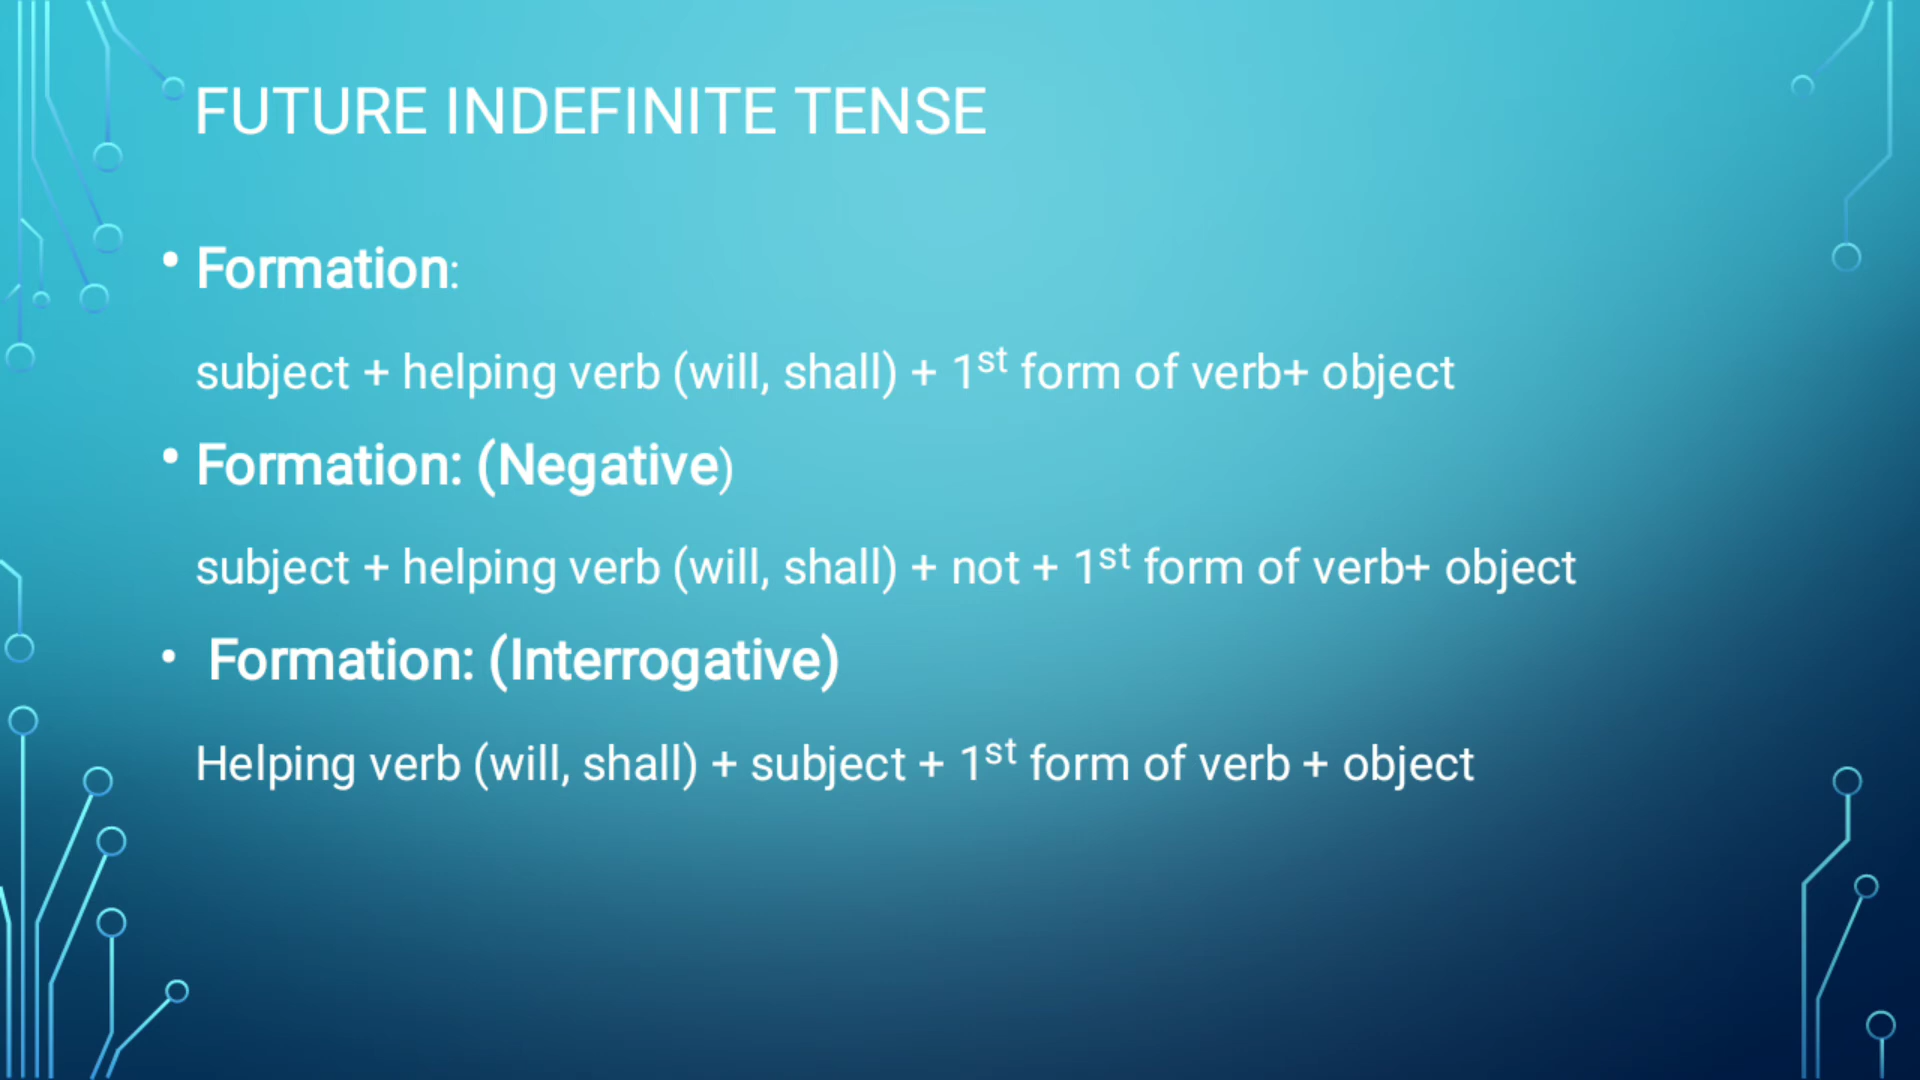 FUTURE INDEFINITE TENSE
• Formation:
subject + helping verb (will, shall) + 1st form of verb+ object
• Formation: (Negative)
subject + helping verb (will, shall) + not + 1st form of verb+ object
• Formation: (Interrogative)
Helping verb (will, shall) + subject + 1st form of verb + object